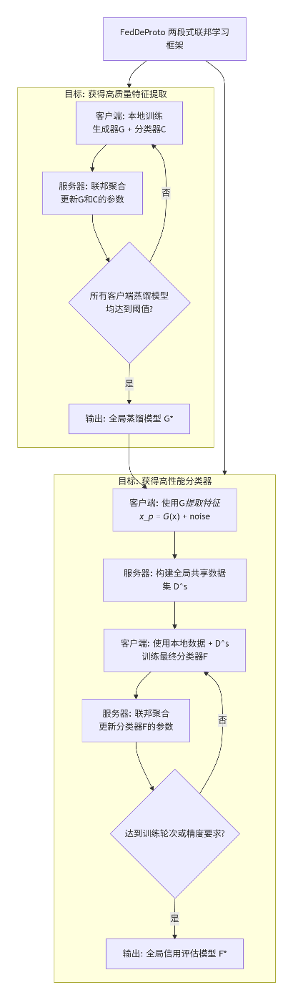 FedDeProto 两段式联邦学习
框架
目标: 获得高质量特征提取
客户端: 本地训练
生成器G + 分类器C
服务器: 联邦聚合
更新G和C的参数
否
所有客户端蒸馏模型
均达到阈值?
是
输出: 全局蒸馏模型 G*
目标: 获得高性能分类器
客户端: 使用G提取特征
x_p = G(x) + noise
服务器: 构建全局共享数据
集 D^s
客户端: 使用本地数据 + D^s
训练最终分类器F
服务器: 联邦聚合
更新分类器F的参数
否
达到训练轮次或精度要求?
是
输出: 全局信用评估模型 F*